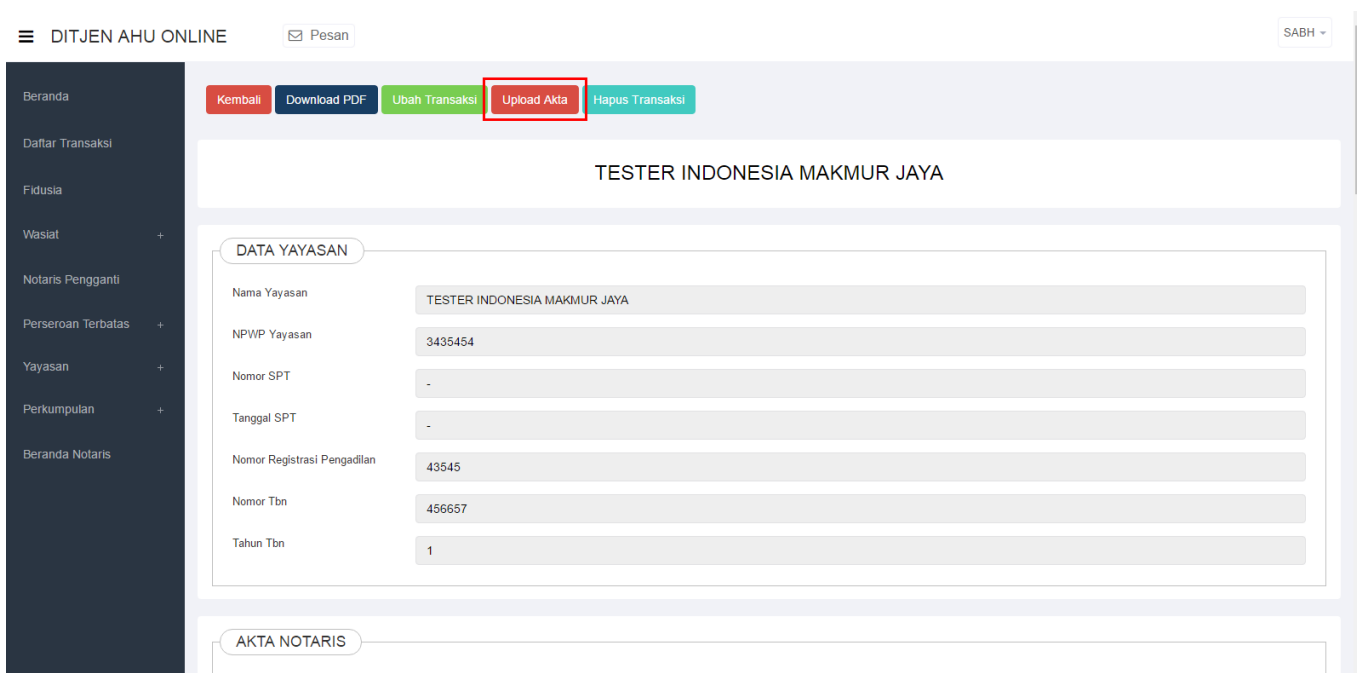 DITJEN AHU ONLINE Pesan SABH
Kembali Download PDF Ubah Transaksi Upload Akta Hapus Transaksi
Beranda
Daftar Transaksi
Fidusia
Wasiat +
Notaris Pengganti
Perseroan Terbatas +
Yayasan +
Perkumpulan +
Beranda Notaris
TESTER INDONESIA MAKMUR JAYA
DATA YAYASAN
Nama Yayasan TESTER INDONESIA MAKMUR JAYA
NPWP Yayasan 3435454
Nomor SPT -
Tanggal SPT -
Nomor Registrasi Pengadilan 43545
Nomor Tbn 456657
Tahun Tbn 1
AKTA NOTARIS